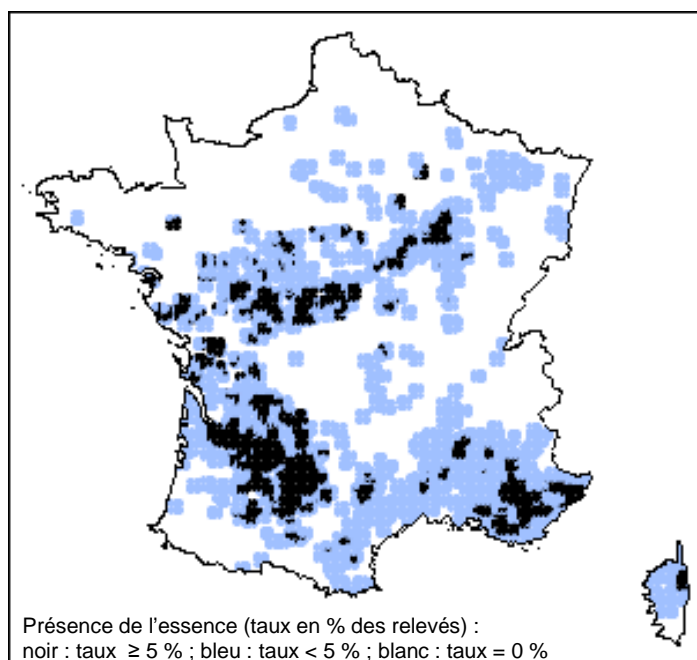 Présence de l’essence (taux en % des relevés) :
noir : taux ≥ 5 % ; bleu : taux < 5 % ; blanc : taux = 0 %